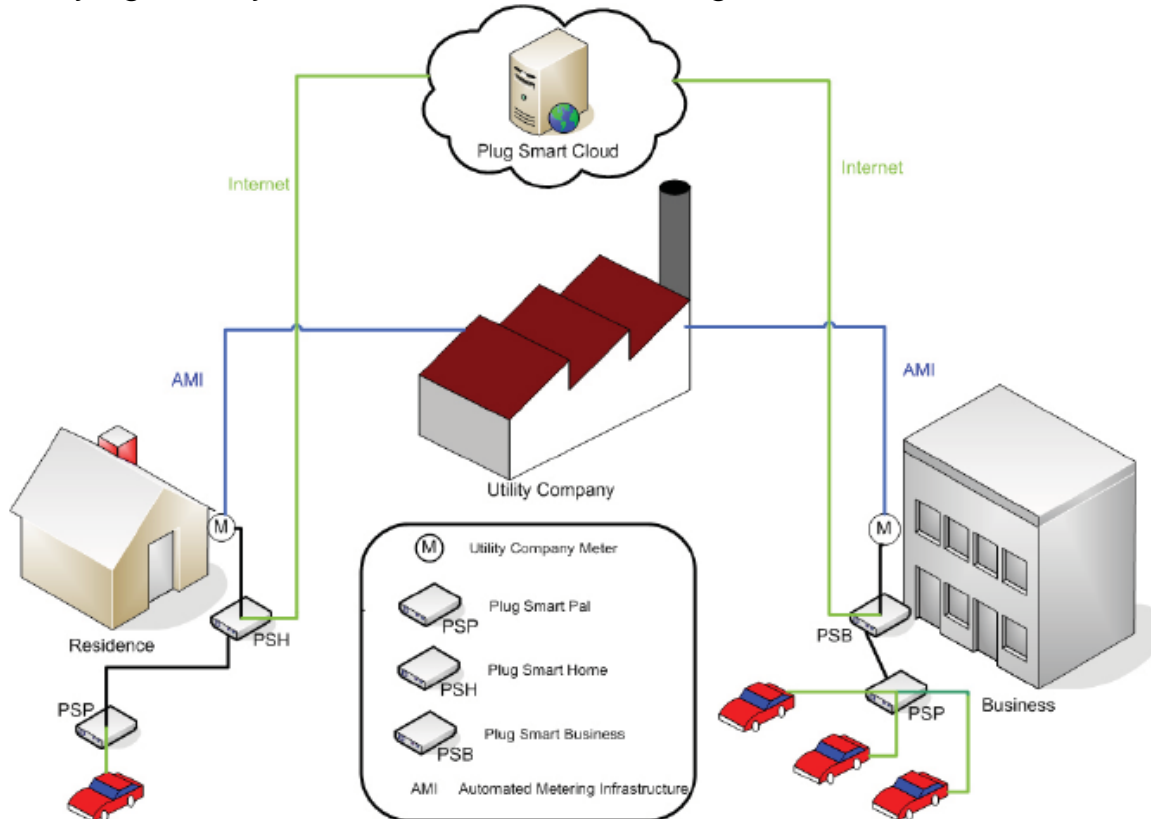 Plug Smart Cloud
Internet
Internet
AMI
AMI
Utility Company
M
M
Residence
PSH
PSP
PSB
PSP
Business
M Utility Company Meter
PSP Plug Smart Pal
PSH Plug Smart Home
PSB Plug Smart Business
AMI Automated Metering Infrastructure